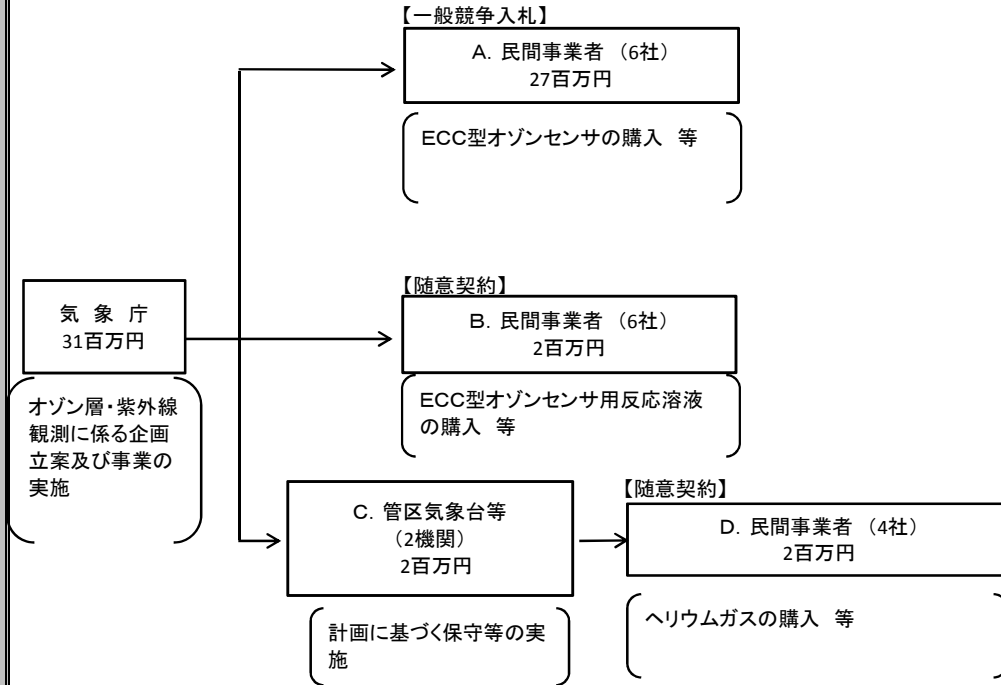 【一般競争入札】
A．民間事業者 （6社）
27百万円
ECC型オゾンセンサの購入 等
【随意契約】
B．民間事業者 （6社）
2百万円
ECC型オゾンセンサ用反応溶液
の購入 等
気 象 庁
31百万円
オゾン層・紫外線
観測に係る企画
立案及び事業の
実施
C．管区気象台等
（2機関）
2百万円
計画に基づく保守等の実
施
【随意契約】
D．民間事業者 （4社）
2百万円
ヘリウムガスの購入 等